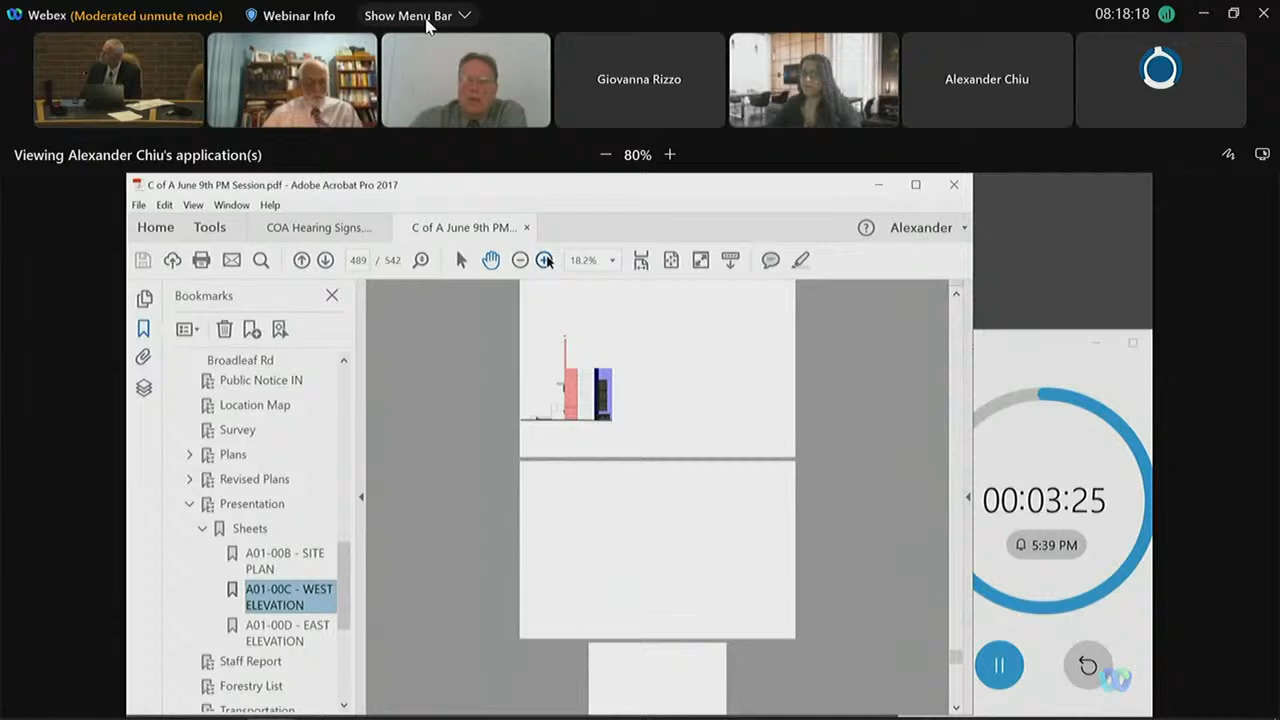 Webex (Moderated unmute mode) Webinar Info Show Menu Bar 08:18:18
Giovanna Rizzo
Alexander Chiu
Viewing Alexander Chiu's application(s)
80%
C of A June 9th PM Session.pdf - Adobe Acrobat Pro 2017
File Edit View Window Help
Home Tools COA Hearing Signs.... C of A June 9th PM... × Alexander
489 / 542 18.2%
Bookmarks
Broadleaf Rd
Public Notice IN
Location Map
Survey
Plans
Revised Plans
Presentation
Sheets
A01-00B - SITE
PLAN
A01-00C - WEST
ELEVATION
A01-00D - EAST
ELEVATION
Staff Report
Forestry List
Transportation
00:03:25
5:39 PM